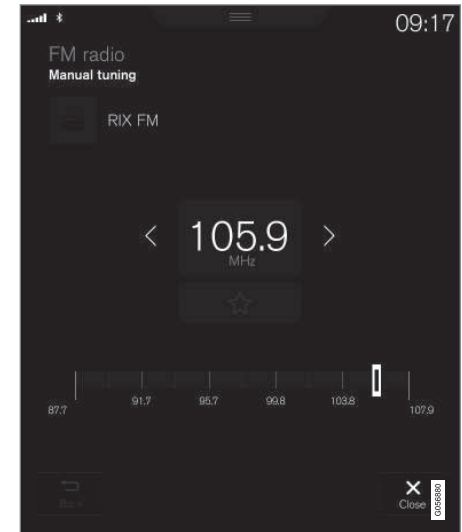 09:17
FM radio
Manual tuning
RIX FM
105.9
MHz
87.7 91.7 95.7 99.8 103.8 107.9
Back
Close
G056880